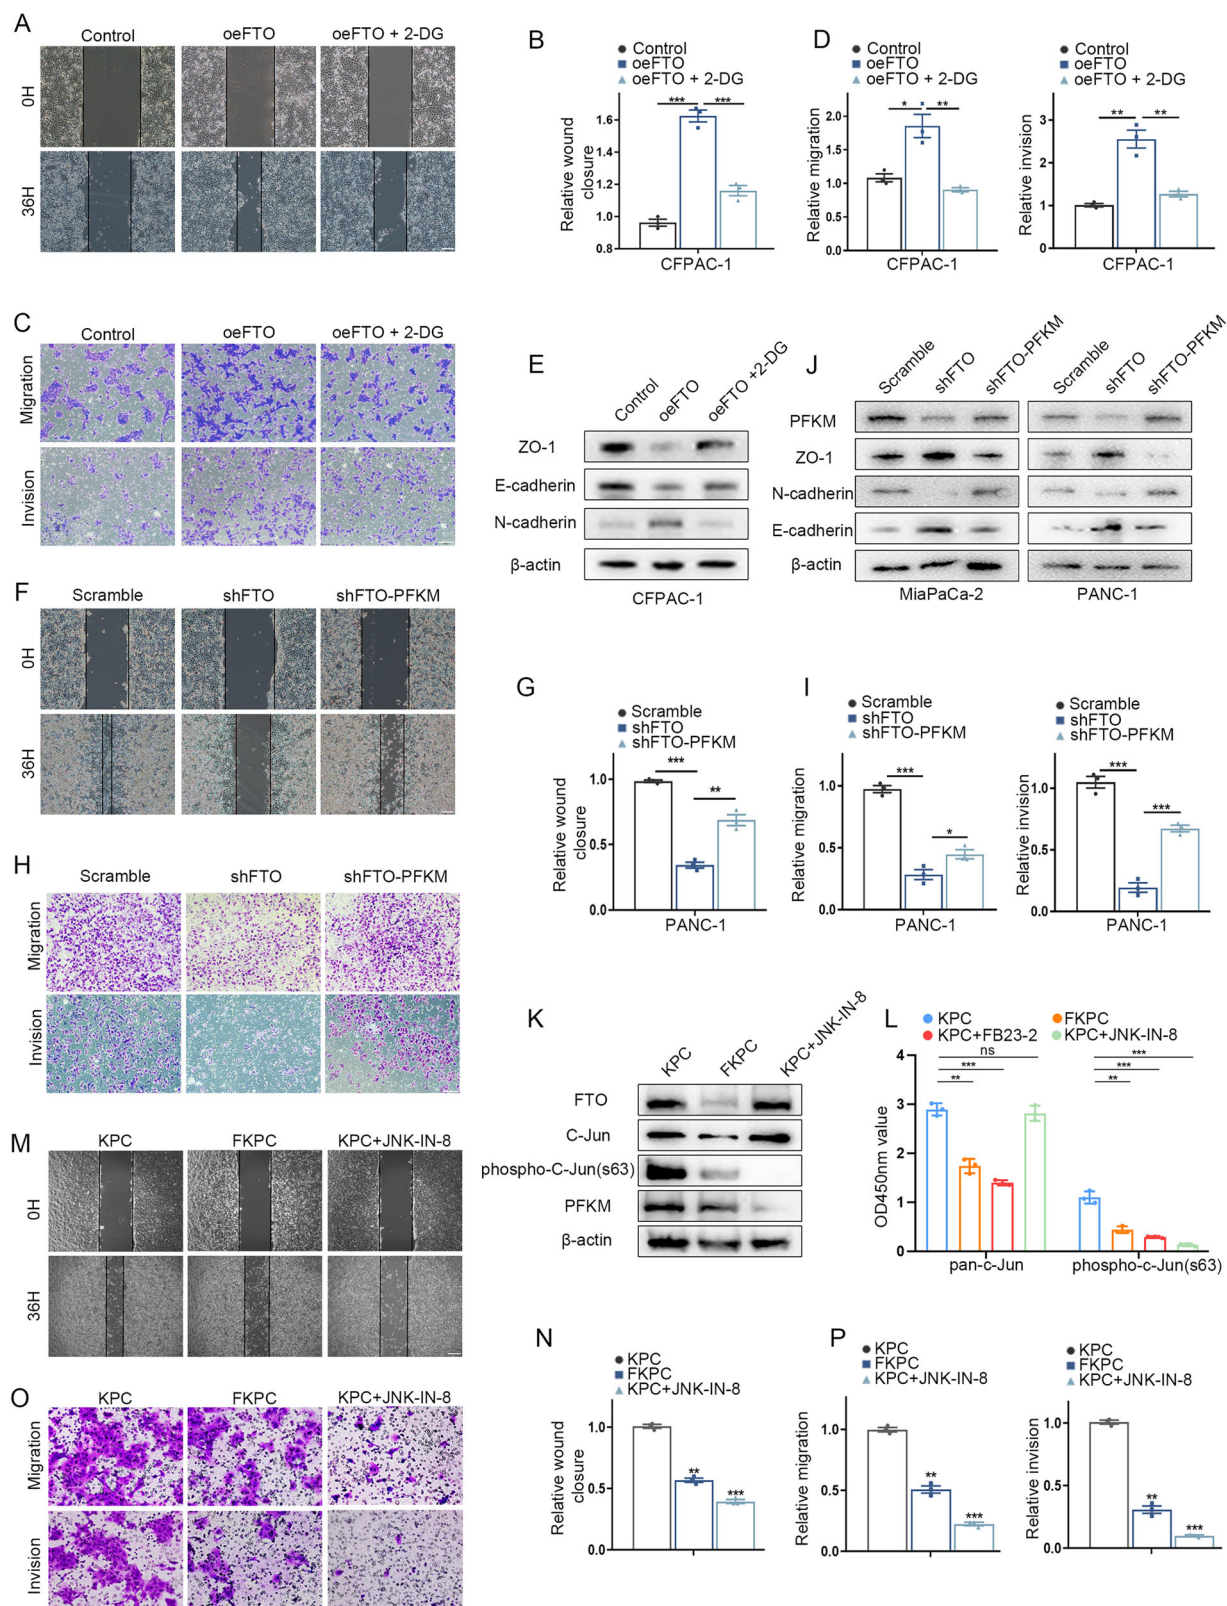 A
Control
oeFTO
oeFTO + 2-DG
0H
36H
B
Control
oeFTO
oeFTO + 2-DG
Relative wound
closure
1.6
1.2
1.0
0.8
***
***
CFPAC-1
D
Control
oeFTO
oeFTO + 2-DG
Relative migration
2.0
1.5
1.0
0.5
0.0
*
**
CFPAC-1
Control
oeFTO
oeFTO + 2-DG
Relative invision
3
2
1
0
**
**
CFPAC-1
C
Control
oeFTO
oeFTO + 2-DG
Migration
Invision
E
Control
oeFTO
oeFTO +2-DG
ZO-1
E-cadherin
N-cadherin
β-actin
CFPAC-1
J
Scramble
shFTO
shFTO-PFKM
Scramble
shFTO
shFTO-PFKM
PFKM
ZO-1
N-cadherin
E-cadherin
β-actin
MiaPaCa-2
PANC-1
F
Scramble
shFTO
shFTO-PFKM
0H
36H
G
Scramble
shFTO
shFTO-PFKM
Relative wound
closure
1.0
0.5
0.0
***
**
PANC-1
I
Scramble
shFTO
shFTO-PFKM
Relative migration
1.5
1.0
0.5
0.0
***
*
PANC-1
Scramble
shFTO
shFTO-PFKM
Relative invision
1.0
0.5
0.0
***
***
PANC-1
H
Scramble
shFTO
shFTO-PFKM
Migration
Invision
K
KPC
FKPC
KPC+JNK-IN-8
FTO
C-Jun
phospho-C-Jun(s63)
PFKM
β-actin
L
KPC
FKPC
KPC+FB23-2
KPC+JNK-IN-8
OD450nm value
4
3
2
1
0
ns
***
**
***
***
**
pan-c-Jun
phospho-c-Jun(s63)
M
KPC
FKPC
KPC+JNK-IN-8
0H
36H
N
KPC
FKPC
KPC+JNK-IN-8
Relative wound
closure
1.0
0.5
0.0
**
***
P
KPC
FKPC
KPC+JNK-IN-8
Relative migration
1.0
0.5
0.0
**
***
KPC
FKPC
KPC+JNK-IN-8
Relative invision
1.0
0.5
0.0
**
***
O
KPC
FKPC
KPC+JNK-IN-8
Migration
Invision